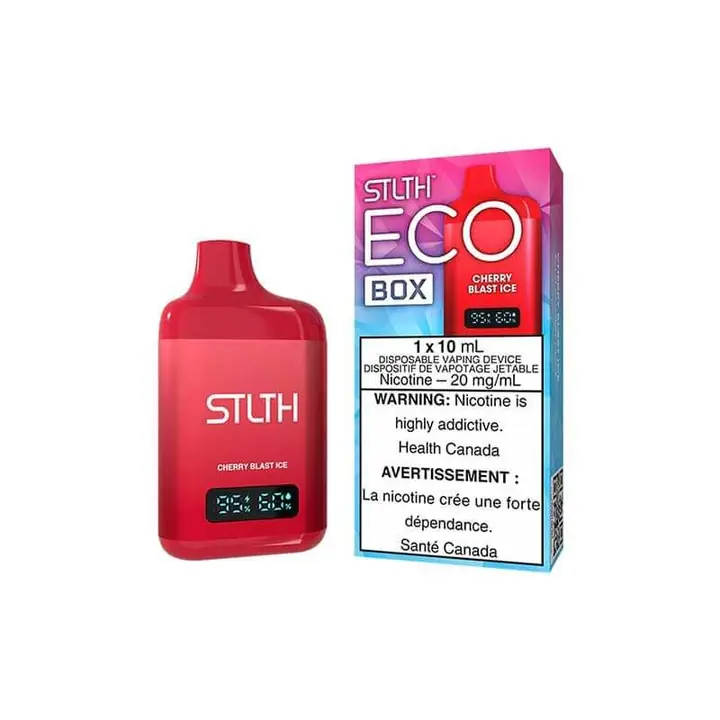 STLTH
CHERRY BLAST ICE
95% 60%
STLTH™
ECO
BOX
CHERRY
BLAST ICE
95% 60%
1 x 10 mL
DISPOSABLE VAPING DEVICE
DISPOSITIF DE VAPOTAGE JETABLE
Nicotine – 20 mg/mL
WARNING: Nicotine is
highly addictive.
Health Canada
AVERTISSEMENT :
La nicotine crée une forte
dépendance.
Santé Canada